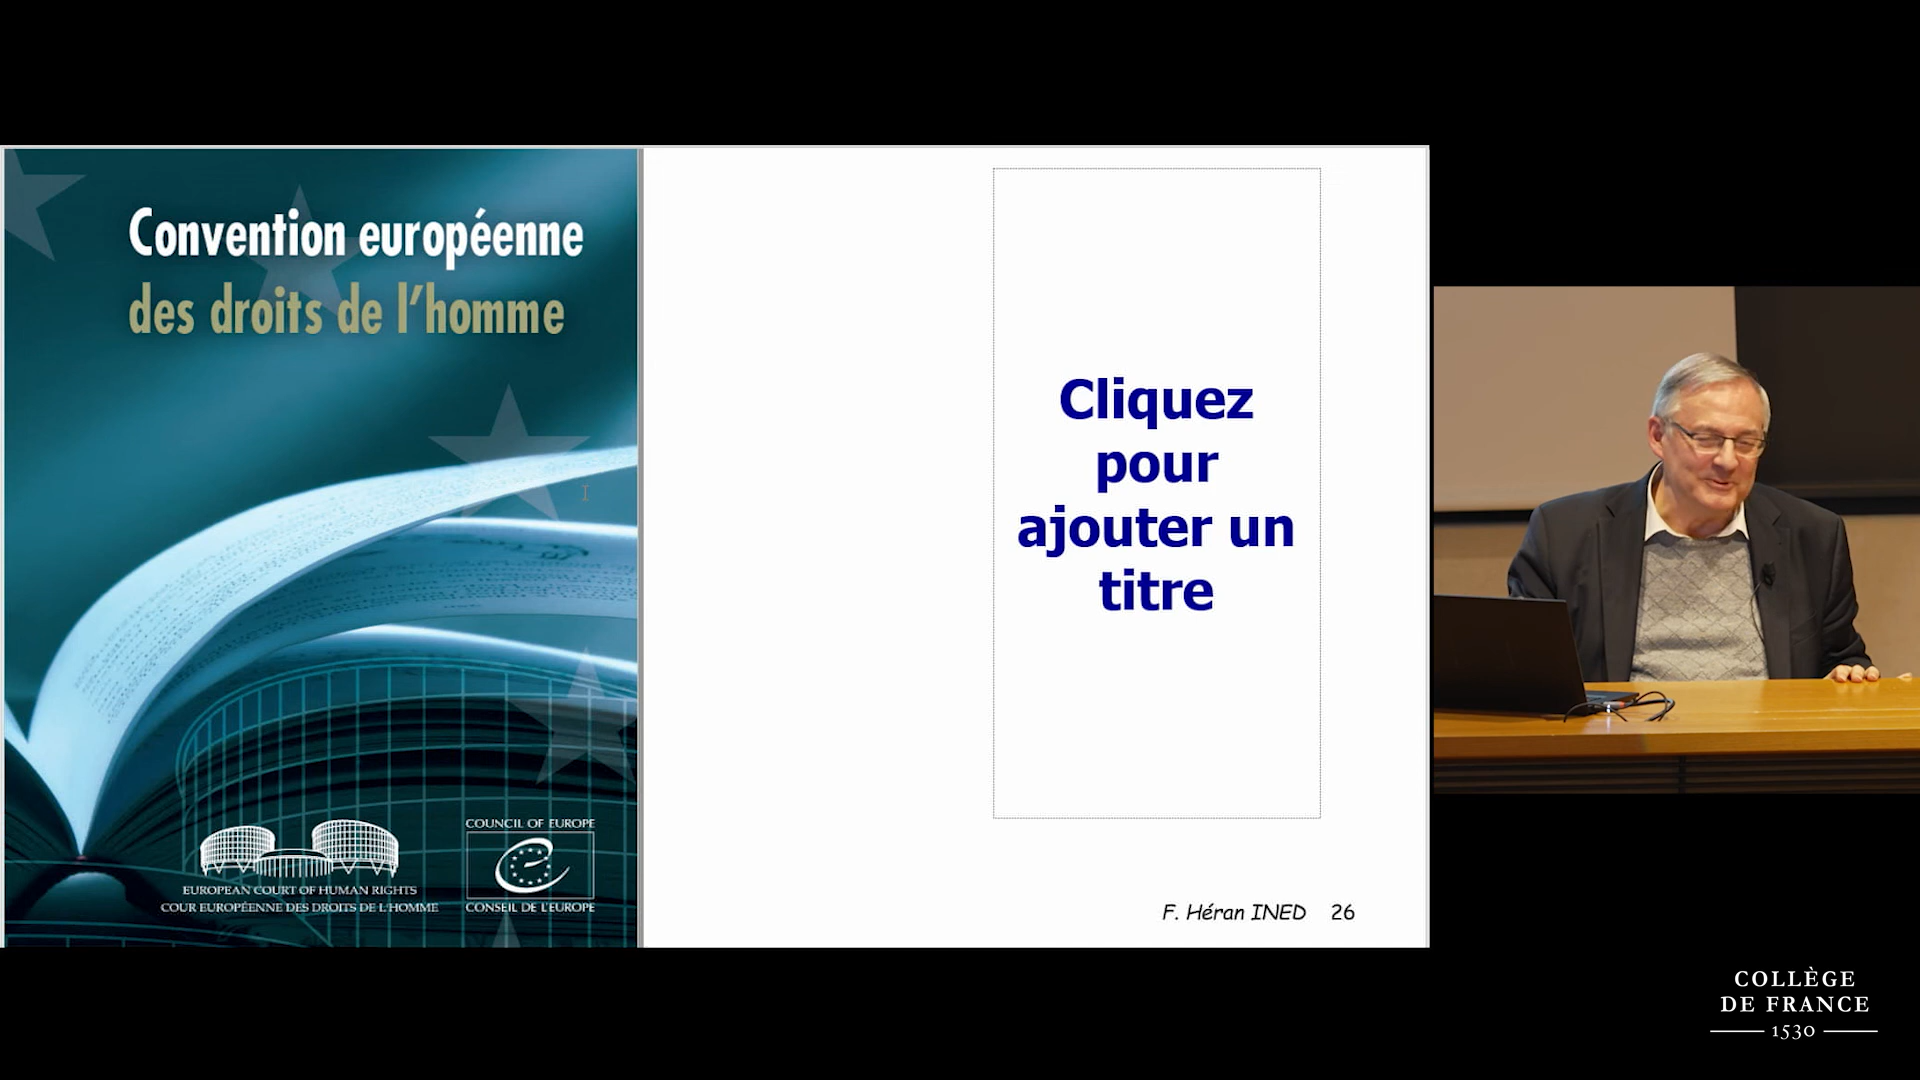 Convention européenne
des droits de l'homme
EUROPEAN COURT OF HUMAN RIGHTS
COUR EUROPÉENNE DES DROITS DE L'HOMME
COUNCIL OF EUROPE
CONSEIL DE L'EUROPE
Cliquez
pour
ajouter un
titre
F. Héran INED 26
COLLÈGE
DE FRANCE
1530